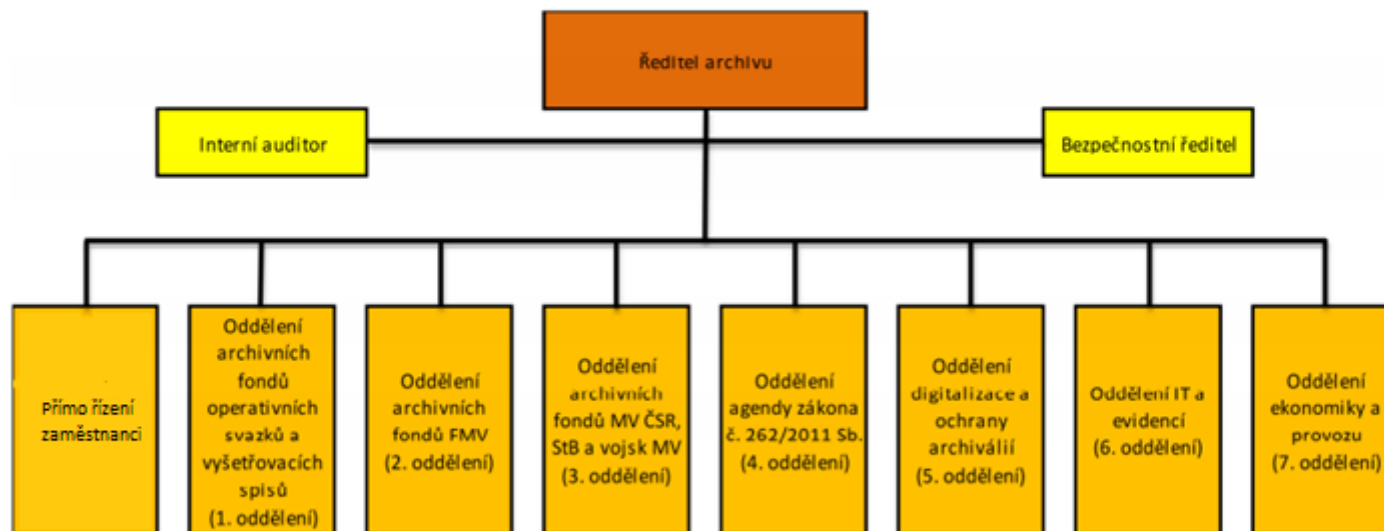 Ředitel archivu
Interní auditor
Bezpečnostní ředitel
Přímo řízení
zaměstnanci
Oddělení
archivních
fondů
operativních
svazků a
vyšetřovacích
spisů
(1. oddělení)
Oddělení
archivních
fondů FMV
(2. oddělení)
Oddělení
archivních
fondů MV ČSR,
StB a vojsk MV
(3. oddělení)
Oddělení
agendy zákona
č. 262/2011 Sb.
(4. oddělení)
Oddělení
digitalizace a
ochrany
archiválií
(5. oddělení)
Oddělení IT a
evidencí
(6. oddělení)
Oddělení
ekonomiky a
provozu
(7. oddělení)